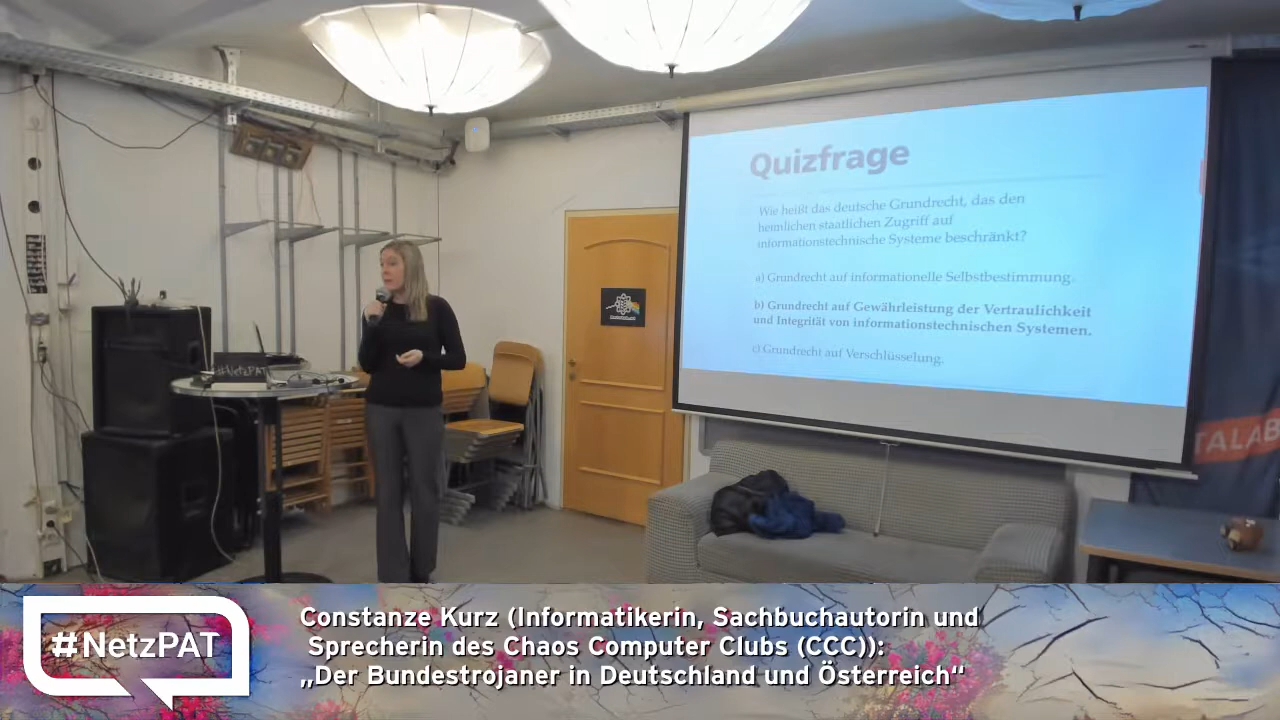 Quizfrage
Wie heißt das deutsche Grundrecht, das den
heimlichen staatlichen Zugriff auf
informationstechnische Systeme beschränkt?
a) Grundrecht auf informationelle Selbstbestimmung.
b) Grundrecht auf Gewährleistung der Vertraulichkeit
und Integrität von informationstechnischen Systemen.
c) Grundrecht auf Verschlüsselung.
#NetzPAT
TALAB
#NetzPAT
Constanze Kurz (Informatikerin, Sachbuchautorin und
Sprecherin des Chaos Computer Clubs (CCC)):
„Der Bundestrojaner in Deutschland und Österreich“